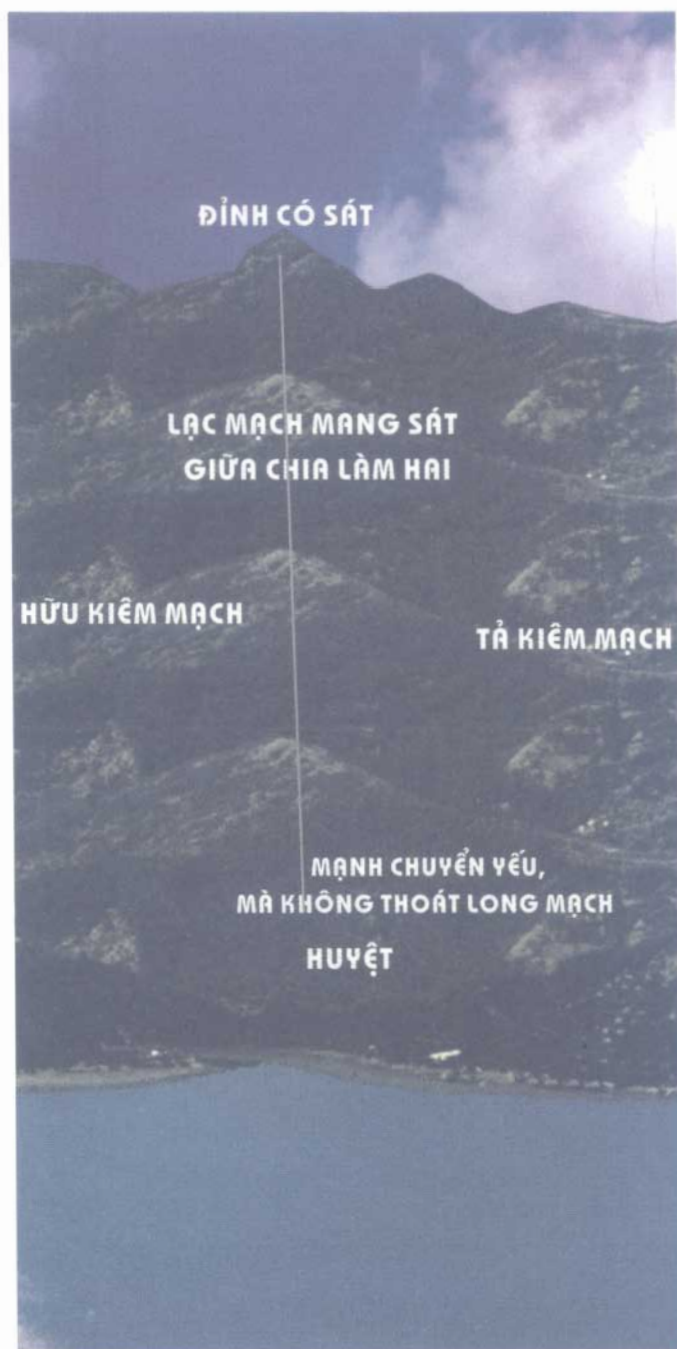 ĐỈNH CÓ SÁT
LẠC MẠCH MANG SÁT
GIỮA CHIA LÀM HAI
HỮU KIÊM MẠCH
TẢ KIÊM MẠCH
MẠNH CHUYỂN YẾU,
MÀ KHÔNG THOÁT LONG MẠCH
HUYỆT